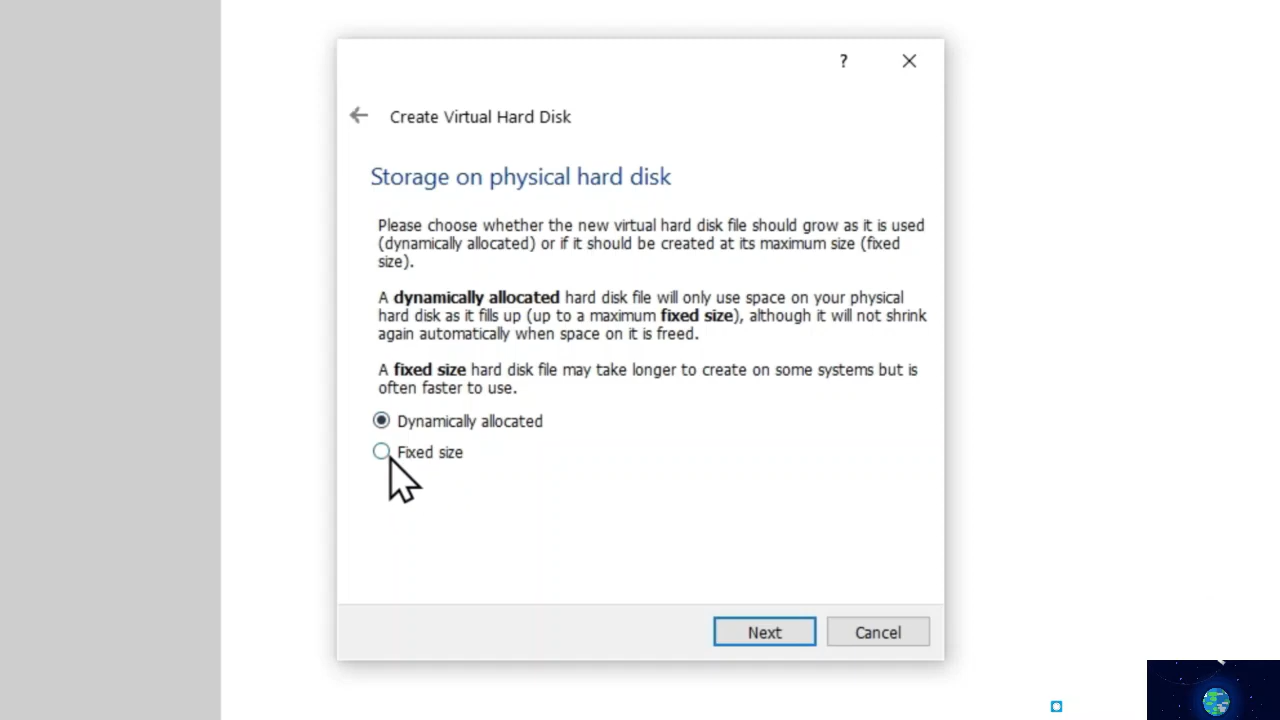 ?
Create Virtual Hard Disk
Storage on physical hard disk
Please choose whether the new virtual hard disk file should grow as it is used
(dynamically allocated) or if it should be created at its maximum size (fixed
size).
A dynamically allocated hard disk file will only use space on your physical
hard disk as it fills up (up to a maximum fixed size), although it will not shrink
again automatically when space on it is freed.
A fixed size hard disk file may take longer to create on some systems but is
often faster to use.
Dynamically allocated
Fixed size
Next Cancel